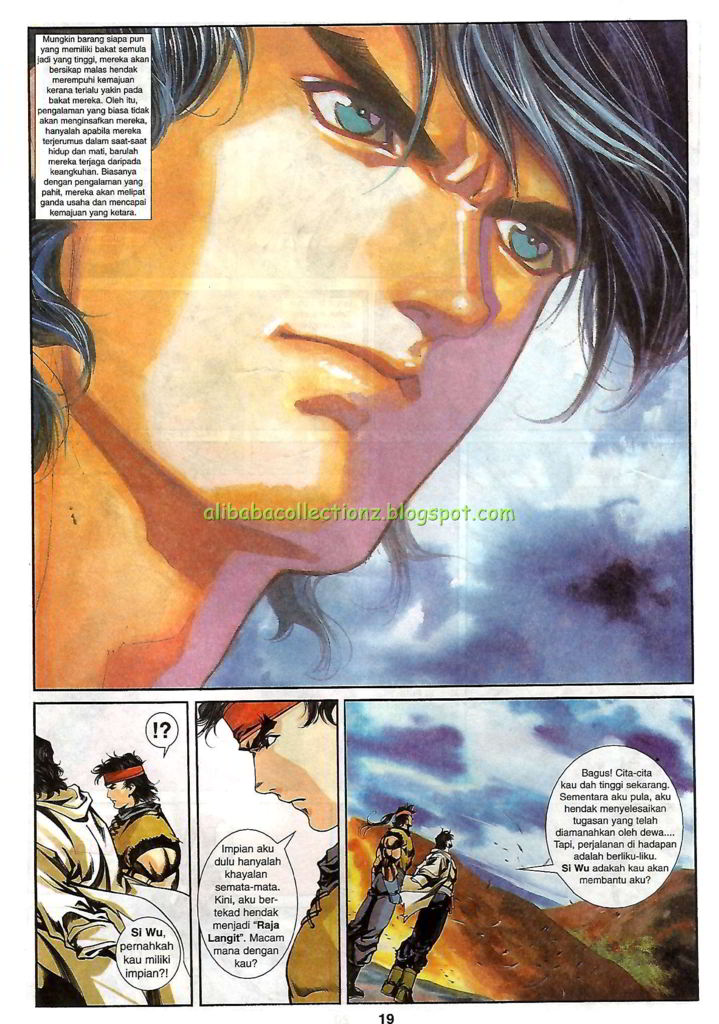 Mungkin barang siapa pun
yang memiliki bakat semula
jadi yang tinggi, mereka akan
bersikap malas hendak
merempuhi kemajuan
kerana terlalu yakin pada
bakat mereka. Oleh itu,
pengalaman yang biasa tidak
akan menginsafkan mereka,
hanyalah apabila mereka
terjerumus dalam saat-saat
hidup dan mati, barulah
mereka terjaga daripada
keangkuhan. Biasanya
dengan pengalaman yang
pahit, mereka akan melipat
ganda usaha dan mencapai
kemajuan yang ketara.
alibabacollectionz.blogspot.com
!?
Si Wu,
pernahkah
kau miliki
impian?!
Impian aku
dulu hanyalah
khayalan
semata-mata.
Kini, aku ber-
tekad hendak
menjadi "Raja
Langit". Macam
mana dengan
kau?
Bagus! Cita-cita
kau dah tinggi sekarang.
Sementara aku pula, aku
hendak menyelesaikan
tugasan yang telah
diamanahkan oleh dewa....
Tapi, perjalanan di hadapan
adalah berliku-liku.
Si Wu adakah kau akan
membantu aku?
19